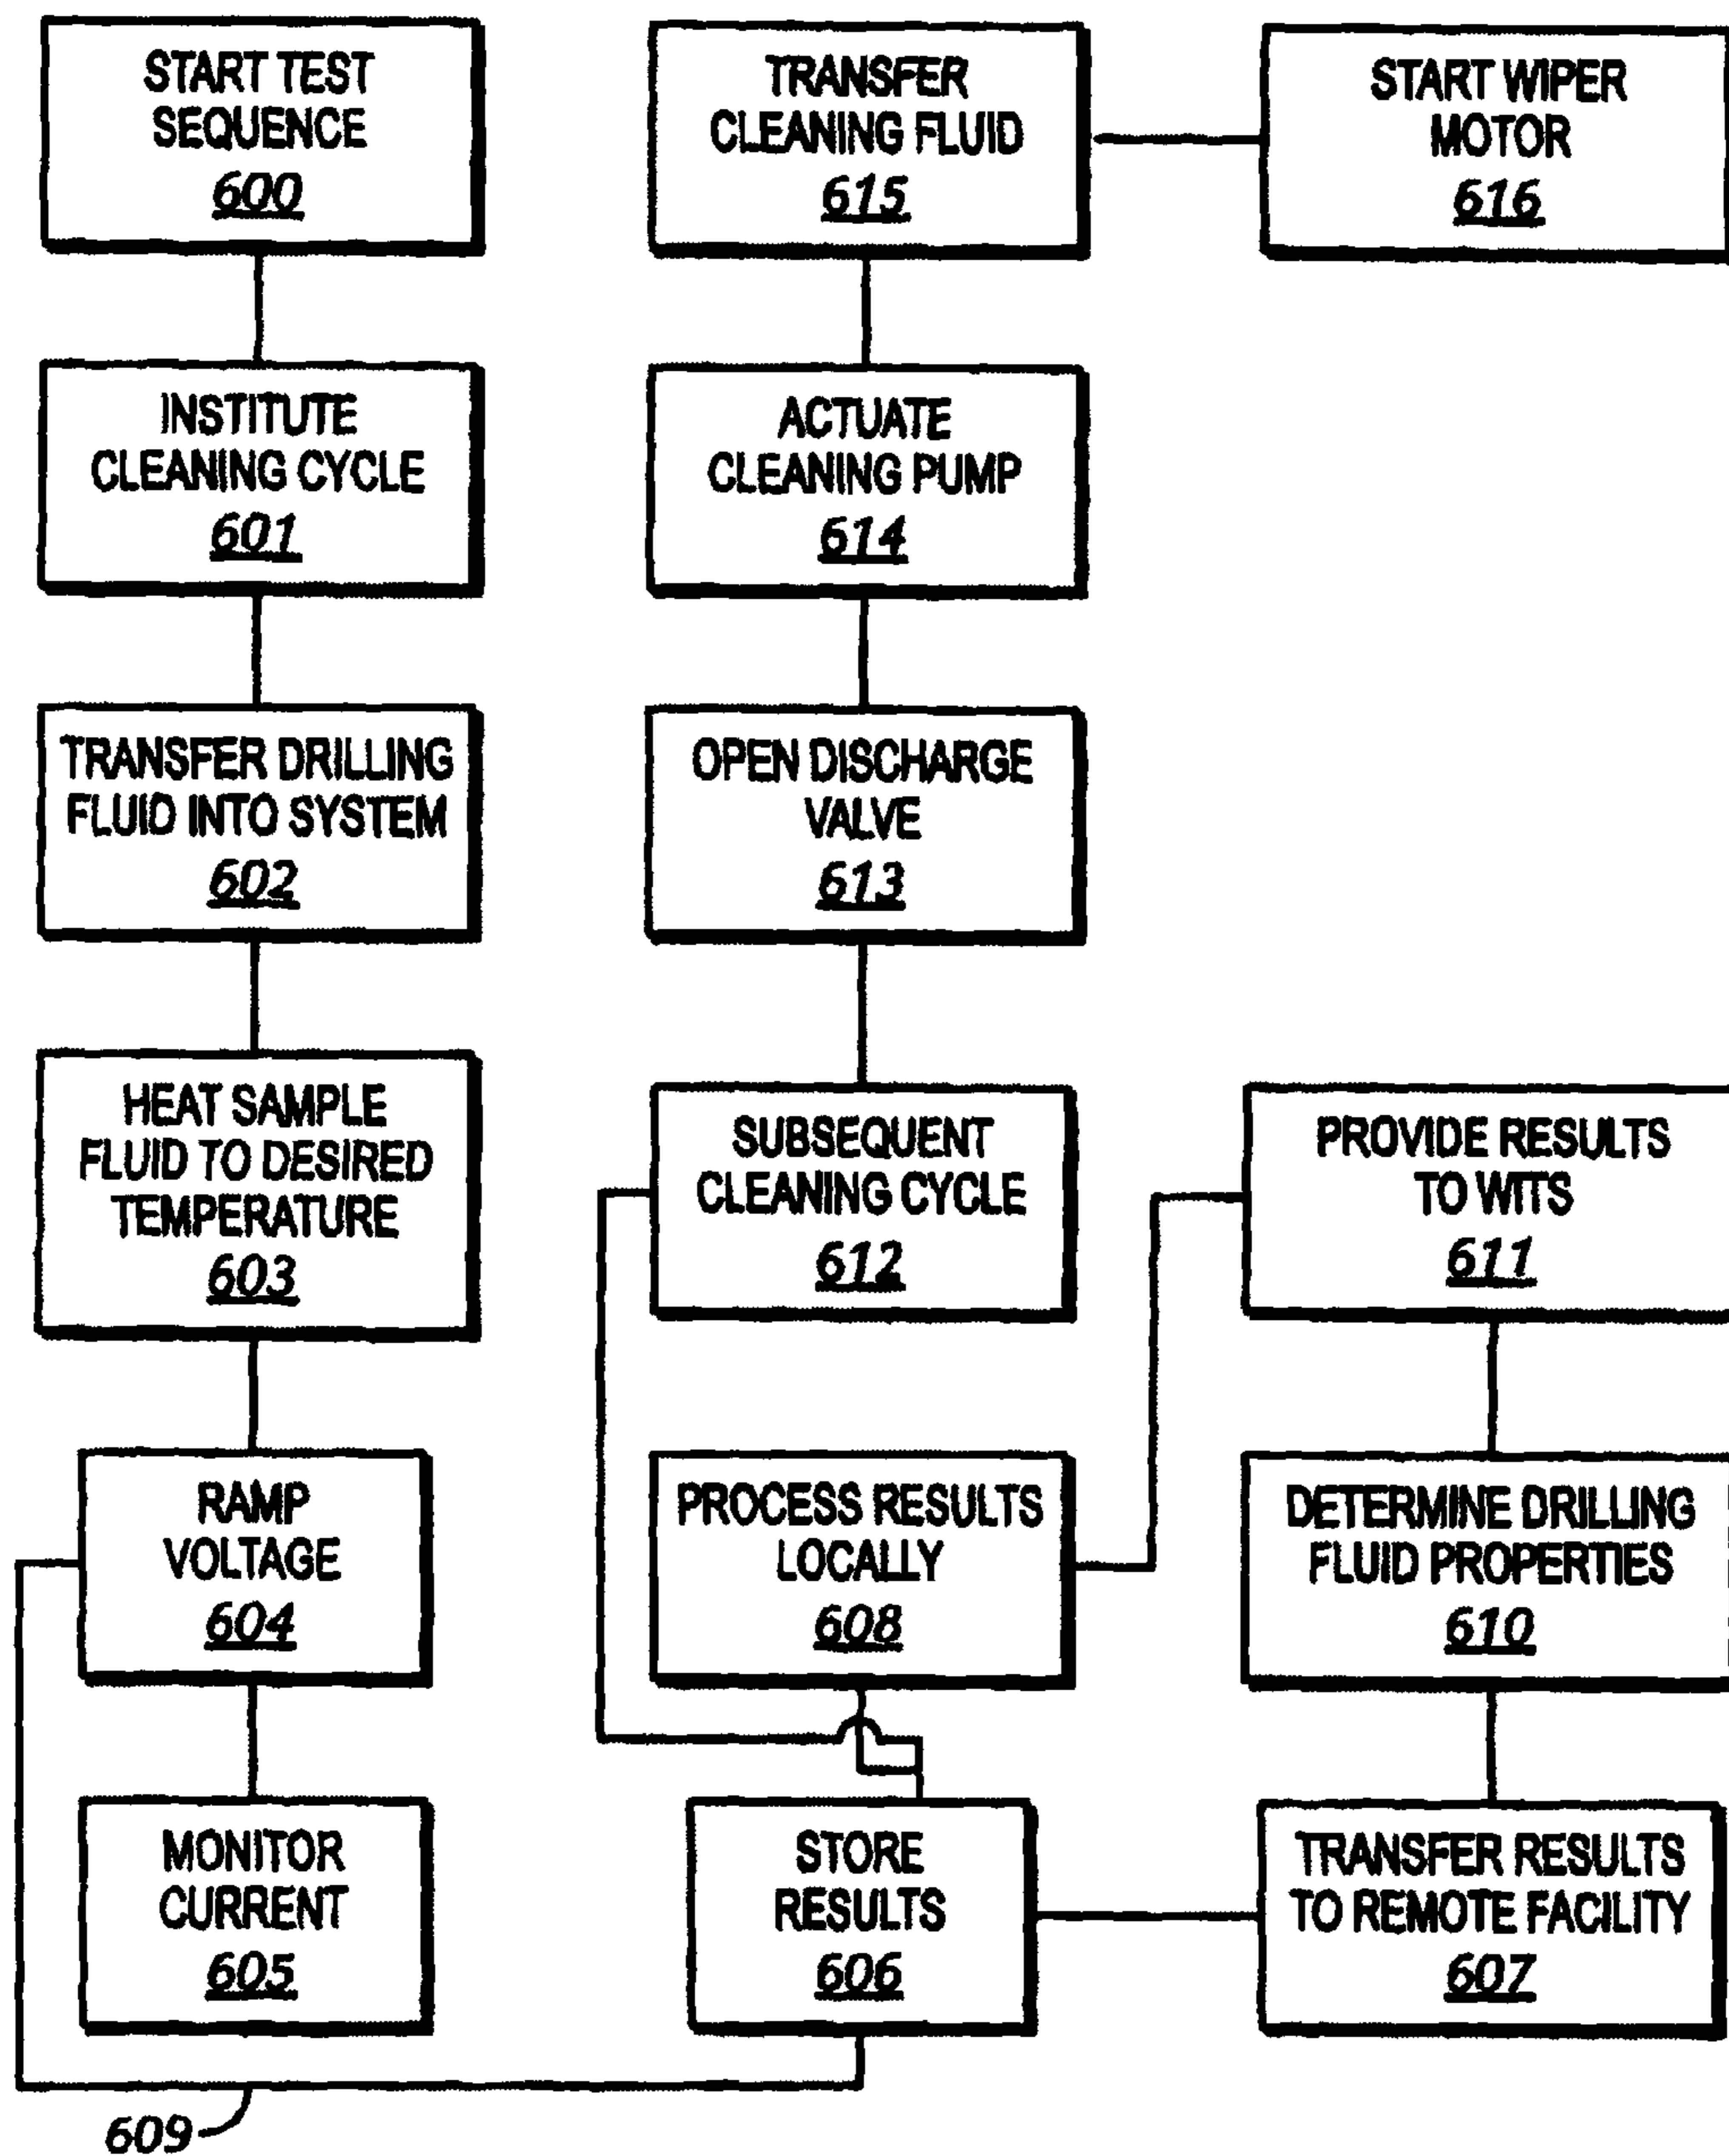 START TEST
SEQUENCE
600
INSTITUTE
CLEANING CYCLE
601
TRANSFER DRILLING
FLUID INTO SYSTEM
602
HEAT SAMPLE
FLUID TO DESIRED
TEMPERATURE
603
RAMP
VOLTAGE
604
MONITOR
CURRENT
605
609
TRANSFER
CLEANING FLUID
615
ACTUATE
CLEANING PUMP
614
OPEN DISCHARGE
VALVE
613
SUBSEQUENT
CLEANING CYCLE
612
PROCESS RESULTS
LOCALLY
608
STORE
RESULTS
606
START WIPER
MOTOR
616
PROVIDE RESULTS
TO WITS
611
DETERMINE DRILLING
FLUID PROPERTIES
610
TRANSFER RESULTS
TO REMOTE FACILITY
607